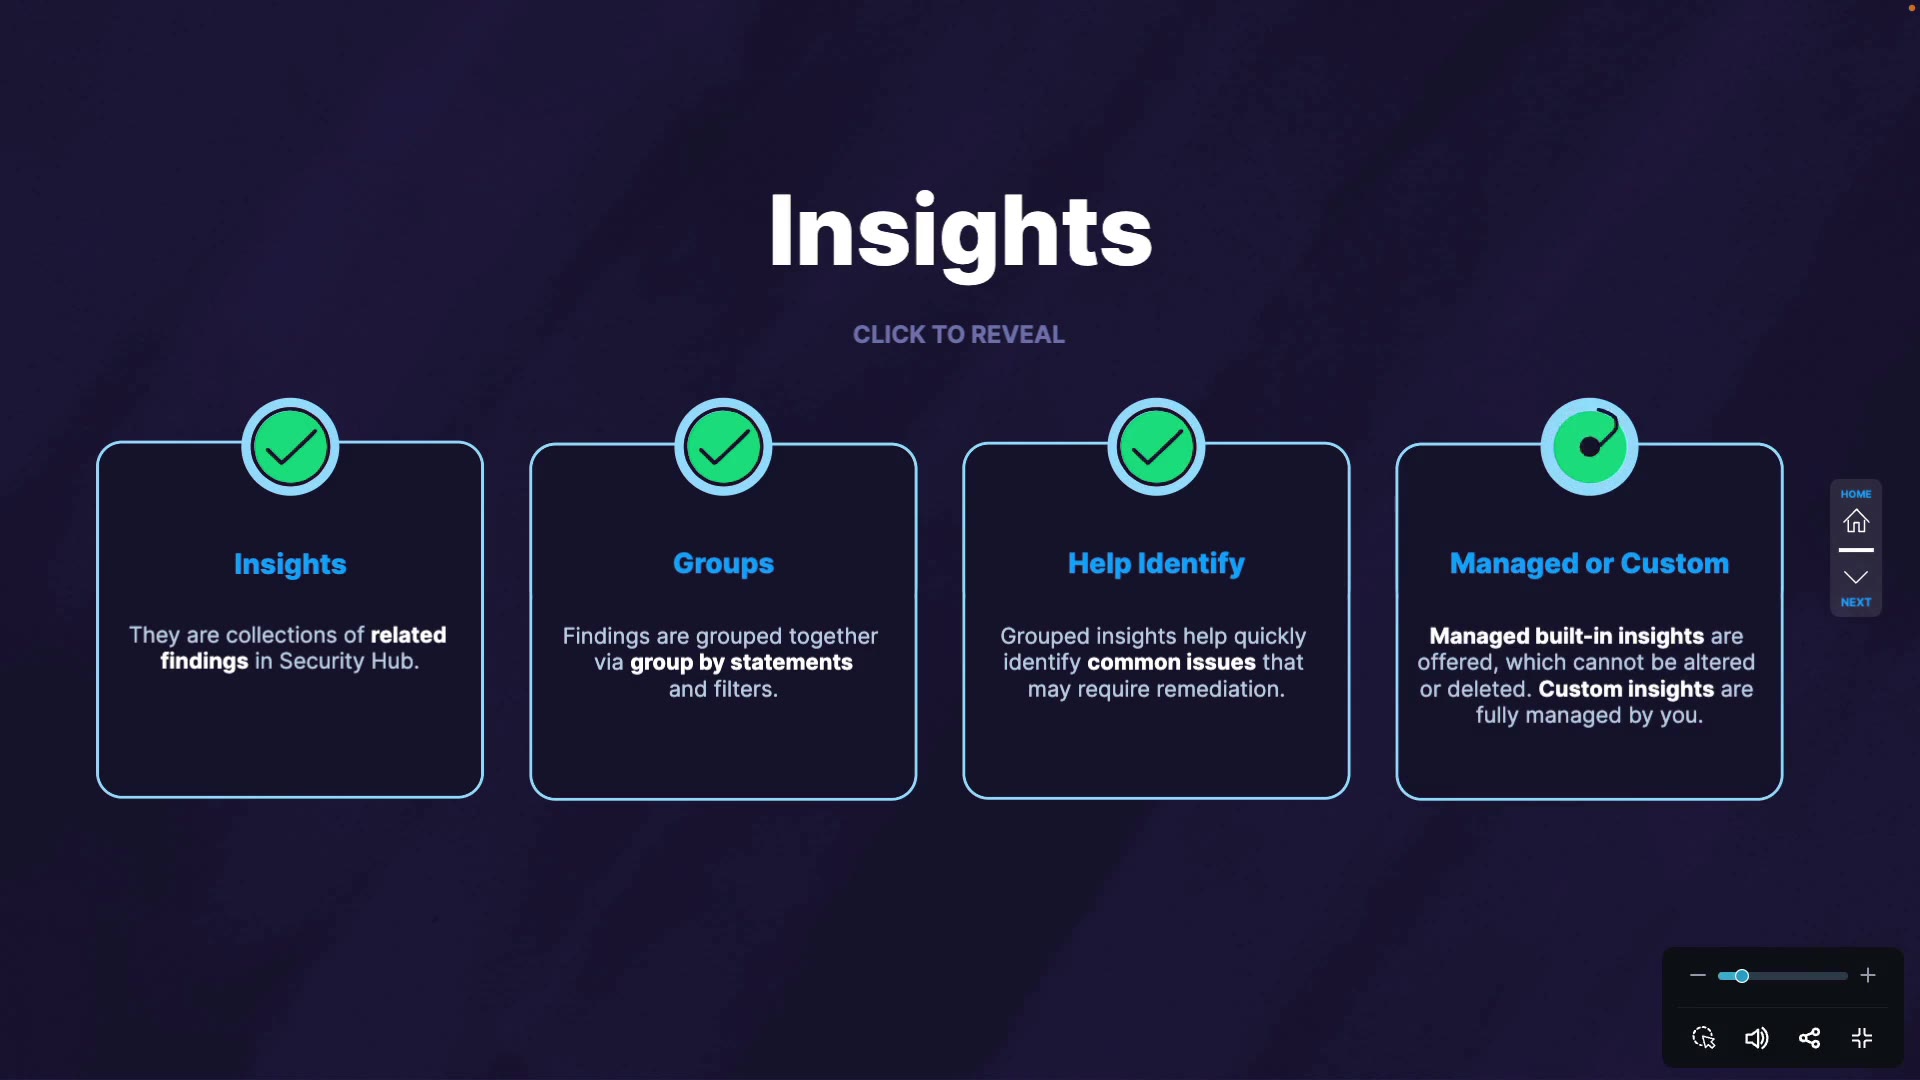 Insights
CLICK TO REVEAL
Insights
They are collections of related
findings in Security Hub.
Groups
Findings are grouped together
via group by statements
and filters.
Help Identify
Grouped insights help quickly
identify common issues that
may require remediation.
Managed or Custom
Managed built-in insights are
offered, which cannot be altered
or deleted. Custom insights are
fully managed by you.
HOME
NEXT